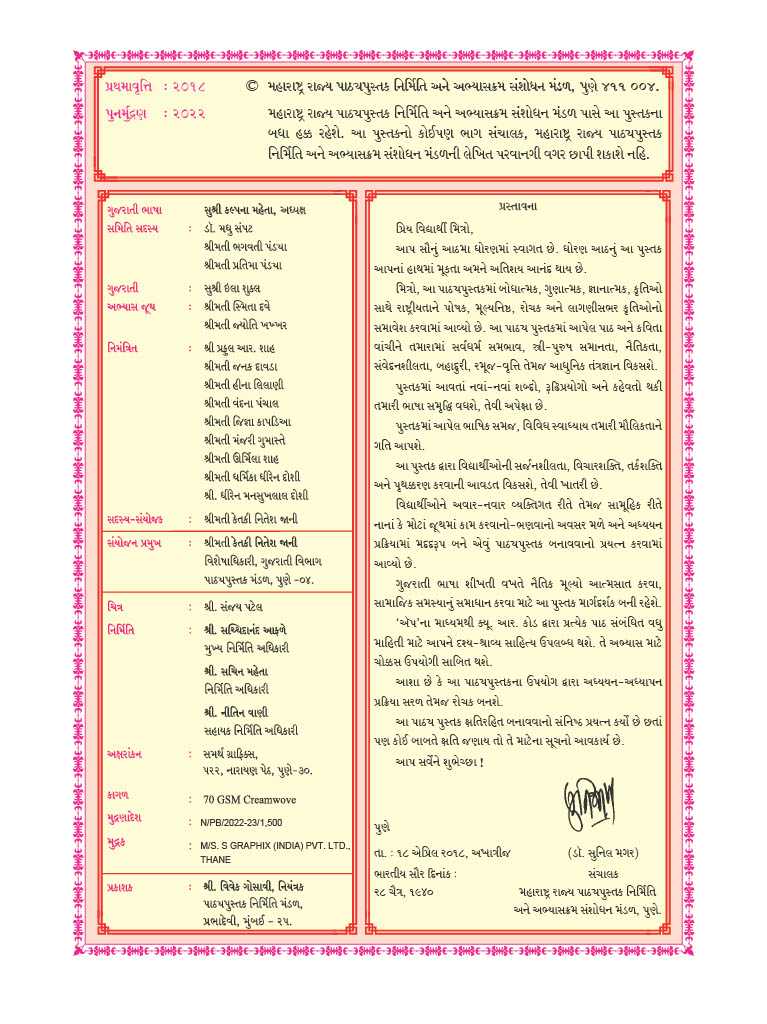 પ્રથમાવૃત્તિ : ૨૦૧૮
© મહારાષ્ટ્ર રાજ્ય પાઠ્યપુસ્તક નિર્મિતિ અને અભ્યાસક્રમ સંશોધન મંડળ, પુણે ૪૧૧ ૦૦૪.
પુનર્મુદ્રણ : ૨૦૨૨
મહારાષ્ટ્ર રાજ્ય પાઠ્યપુસ્તક નિર્મિતિ અને અભ્યાસક્રમ સંશોધન મંડળ પાસે આ પુસ્તકના
બધા હક્ક રહેશે. આ પુસ્તકનો કોઈપણ ભાગ સંચાલક, મહારાષ્ટ્ર રાજ્ય પાઠ્યપુસ્તક
નિર્મિતિ અને અભ્યાસક્રમ સંશોધન મંડળની લેખિત પરવાનગી વગર છાપી શકાશે નહિ.
ગુજરાતી ભાષા સુશ્રી કલ્પના મહેતા, અધ્યક્ષ
સમિતિ સદસ્ય : ડૉ. મધુ સંપટ
શ્રીમતી ભગવતી પંડ્યા
શ્રીમતી પ્રતિમા પંડ્યા
ગુજરાતી : સુશ્રી ઇલા શુક્લ
અભ્યાસ જૂથ : શ્રીમતી સ્મિતા દવે
શ્રીમતી જ્યોતિ ખખ્ખર
નિમંત્રિત : શ્રી પ્રફુલ આર. શાહ
શ્રીમતી જનક દાવડા
શ્રીમતી હીના લિલાણી
શ્રીમતી વંદના પંચાલ
શ્રીમતી જિજ્ઞા કાપડિઆ
શ્રીમતી મંજરી ગુમાસ્તે
શ્રીમતી ઊર્મિલા શાહ
શ્રીમતી ધર્મિકા ધીરેન દોશી
શ્રી. ધીરેન મનસુખલાલ દોશી
સદસ્ય-સંયોજક : શ્રીમતી કેતકી નિતેશ જાની
સંયોજન પ્રમુખ : શ્રીમતી કેતકી નિતેશ જાની
વિશેષાધિકારી, ગુજરાતી વિભાગ
પાઠ્યપુસ્તક મંડળ, પુણે -૦૪.
ચિત્ર : શ્રી. સંજય પટેલ
નિર્મિતિ : શ્રી. સચ્ચિદાનંદ આફળે
મુખ્ય નિર્મિતિ અધિકારી
શ્રી. સચિન મહેતા
નિર્મિતિ અધિકારી
શ્રી. નીતિન વાણી
સહાયક નિર્મિતિ અધિકારી
અક્ષરાંકન : સમર્થ ગ્રાફિક્સ,
૫૨૨, નારાયણ પેઠ, પુણે-૩૦.
કાગળ : 70 GSM Creamwove
મુદ્રણાદેશ : N/PB/2022-23/1,500
મુદ્રક : M/S. S GRAPHIX (INDIA) PVT. LTD.,
THANE
પ્રકાશક : શ્રી. વિવેક ગોસાવી, નિયંત્રક
પાઠ્યપુસ્તક નિર્મિતિ મંડળ,
પ્રભાદેવી, મુંબઈ - ૨૫.
પ્રસ્તાવના
પ્રિય વિદ્યાર્થી મિત્રો,
આપ સૌનું આઠમા ધોરણમાં સ્વાગત છે. ધોરણ આઠનું આ પુસ્તક
આપનાં હાથમાં મૂકતા અમને અતિશય આનંદ થાય છે.
મિત્રો, આ પાઠ્યપુસ્તકમાં બોધાત્મક, ગુણાત્મક, જ્ઞાનાત્મક, કૃતિઓ
સાથે રાષ્ટ્રીયતાને પોષક, મૂલ્યનિષ્ઠ, રોચક અને લાગણીસભર કૃતિઓનો
સમાવેશ કરવામાં આવ્યો છે. આ પાઠ્ય પુસ્તકમાં આપેલ પાઠ અને કવિતા
વાંચીને તમારામાં સર્વધર્મ સમભાવ, સ્ત્રી-પુરુષ સમાનતા, નૈતિકતા,
સંવેદનશીલતા, બહાદુરી, રમૂજ-વૃત્તિ તેમજ આધુનિક તંત્રજ્ઞાન વિકસશે.
પુસ્તકમાં આવતાં નવાં-નવાં શબ્દો, રૂઢિપ્રયોગો અને કહેવતો થકી
તમારી ભાષા સમૃદ્ધિ વધશે, તેવી અપેક્ષા છે.
પુસ્તકમાં આપેલ ભાષિક સમજ, વિવિધ સ્વાધ્યાય તમારી મૌલિકતાને
ગતિ આપશે.
આ પુસ્તક દ્વારા વિદ્યાર્થીઓની સર્જનશીલતા, વિચારશક્તિ, તર્કશક્તિ
અને પૃથક્કરણ કરવાની આવડત વિકસશે, તેવી ખાતરી છે.
વિદ્યાર્થીઓને અવાર-નવાર વ્યક્તિગત રીતે તેમજ સામૂહિક રીતે
નાનાં કે મોટાં જૂથમાં કામ કરવાનો-ભણવાનો અવસર મળે અને અધ્યયન
પ્રક્રિયામાં મદદરૂપ બને એવું પાઠ્યપુસ્તક બનાવવાનો પ્રયત્ન કરવામાં
આવ્યો છે.
ગુજરાતી ભાષા શીખતી વખતે નૈતિક મૂલ્યો આત્મસાત કરવા,
સામાજિક સમસ્યાનું સમાધાન કરવા માટે આ પુસ્તક માર્ગદર્શક બની રહેશે.
‘ઍપ’ના માધ્યમથી ક્યૂ. આર. કોડ દ્વારા પ્રત્યેક પાઠ સંબંધિત વધુ
માહિતી માટે આપને દૃશ્ય-શ્રાવ્ય સાહિત્ય ઉપલબ્ધ થશે. તે અભ્યાસ માટે
ચોક્કસ ઉપયોગી સાબિત થશે.
આશા છે કે આ પાઠ્યપુસ્તકના ઉપયોગ દ્વારા અધ્યયન-અધ્યાપન
પ્રક્રિયા સરળ તેમજ રોચક બનશે.
આ પાઠ્ય પુસ્તક ક્ષતિરહિત બનાવવાનો સંનિષ્ઠ પ્રયત્ન કર્યો છે છતાં
પણ કોઈ બાબતે ક્ષતિ જણાય તો તે માટેના સૂચનો આવકાર્ય છે.
આપ સર્વેને શુભેચ્છા !
પુણે
તા. : ૧૮ એપ્રિલ ૨૦૧૮, અખાત્રીજ (ડૉ. સુનિલ મગર)
ભારતીય સૌર દિનાંક : સંચાલક
૨૮ ચૈત્ર, ૧૯૪૦ મહારાષ્ટ્ર રાજ્ય પાઠ્યપુસ્તક નિર્મિતિ
અને અભ્યાસક્રમ સંશોધન મંડળ, પુણે.